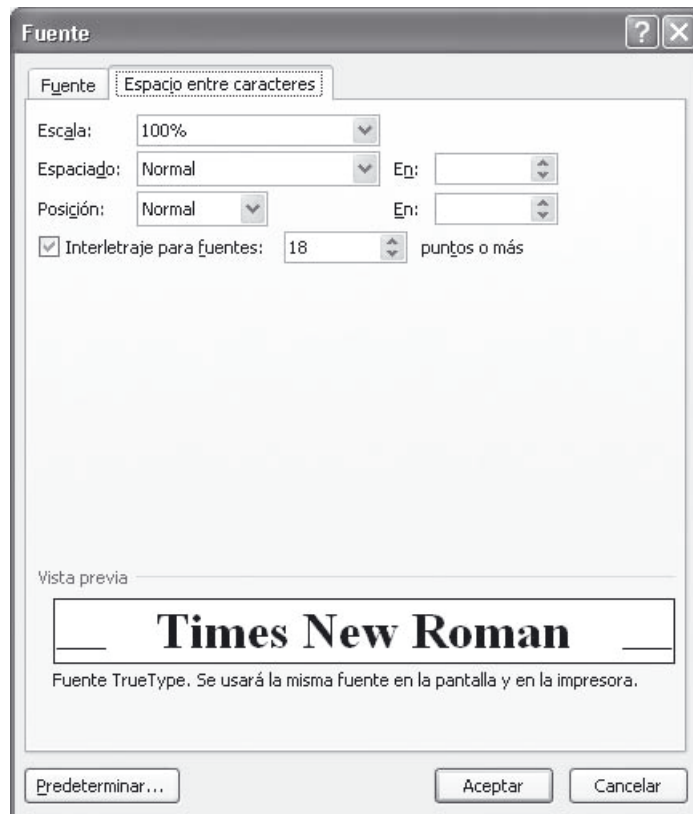 Fuente
Fuente Espacio entre caracteres
Escala: 100%
Espaciado: Normal En:
Posición: Normal En:
Interletraje para fuentes: 18 puntos o más
Vista previa
Times New Roman
Fuente TrueType. Se usará la misma fuente en la pantalla y en la impresora.
Predeterminar... Aceptar Cancelar